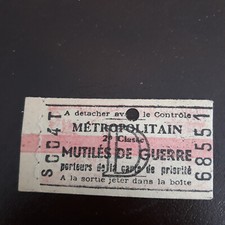 A détacher avant le Contrôle
MÉTROPOLITAIN
2e Classe
MUTILÉS DE GUERRE
porteurs de la carte de priorité
A la sortie jeter dans la boîte
S004T
68551